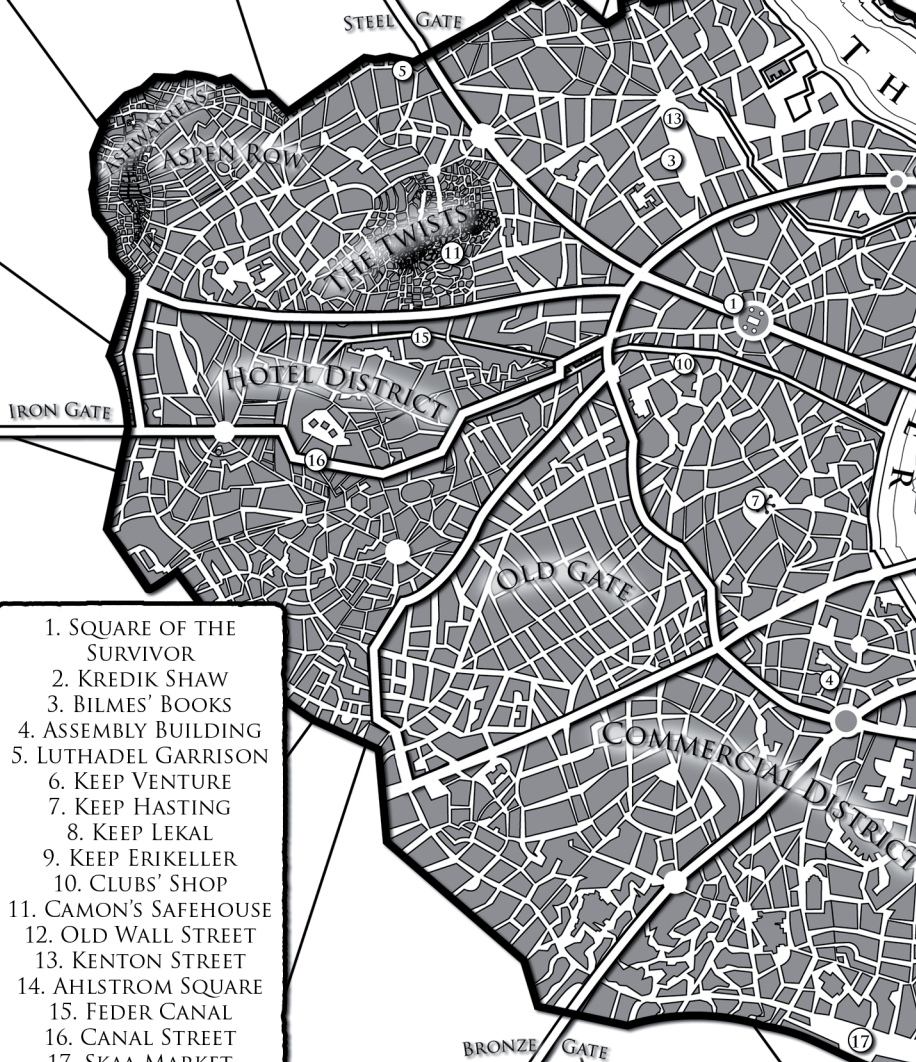 Steel Gate
5
T H
13
Ashwarrens
Aspen Row
3
The Twists
11
1
15
10
Hotel District
Iron Gate
16
R
7
Old Gate
4
Commercial District
1. Square of the
Survivor
2. Kredik Shaw
3. Bilmes' Books
4. Assembly Building
5. Luthadel Garrison
6. Keep Venture
7. Keep Hasting
8. Keep Lekal
9. Keep Erikeller
10. Clubs' Shop
11. Camon's Safehouse
12. Old Wall Street
13. Kenton Street
14. Ahlstrom Square
15. Feder Canal
16. Canal Street
17. Skaa Market
Bronze Gate
17